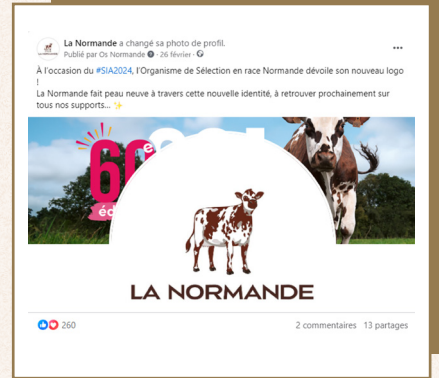 La Normande a changé sa photo de profil.
Publié par Os Normande · 26 février ·
À l'occasion du #SIA2024, l'Organisme de Sélection en race Normande dévoile son nouveau logo
!
La Normande fait peau neuve à travers cette nouvelle identité, à retrouver prochainement sur
tous nos supports... ✨
60e
éd
LA NORMANDE
260
2 commentaires 13 partages